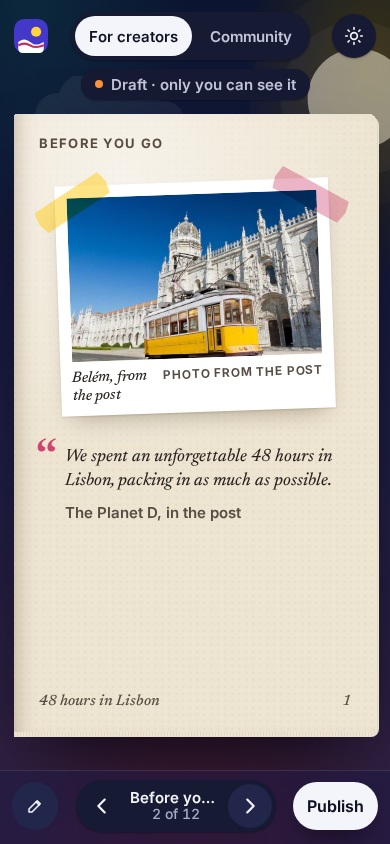 For creators
Community
Draft · only you can see it
BEFORE YOU GO
Belém, from
the post
PHOTO FROM THE POST
“
We spent an unforgettable 48 hours in
Lisbon, packing in as much as possible.
The Planet D, in the post
48 hours in Lisbon
1
Before yo...
2 of 12
Publish